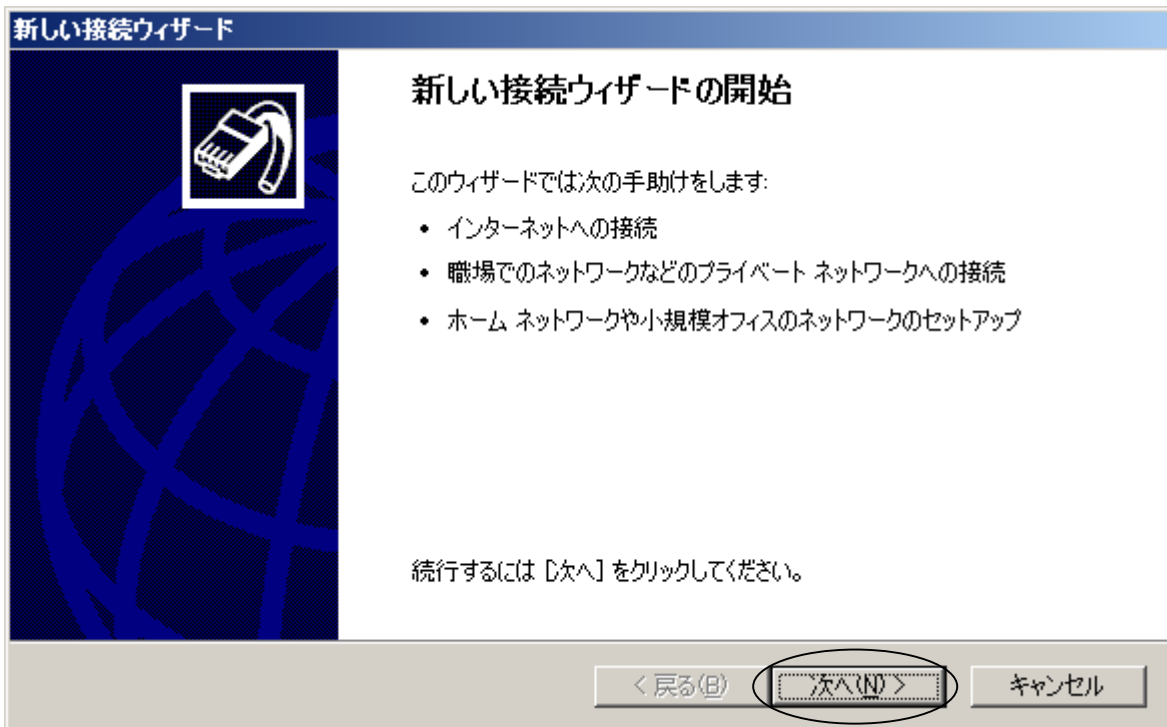 新しい接続ウィザード
新しい接続ウィザードの開始
このウィザードでは次の手助けをします:
• インターネットへの接続
• 職場でのネットワークなどのプライベート ネットワークへの接続
• ホーム ネットワークや小規模オフィスのネットワークのセットアップ
続行するには [次へ] をクリックしてください。
< 戻る(B) 次へ(N) > キャンセル